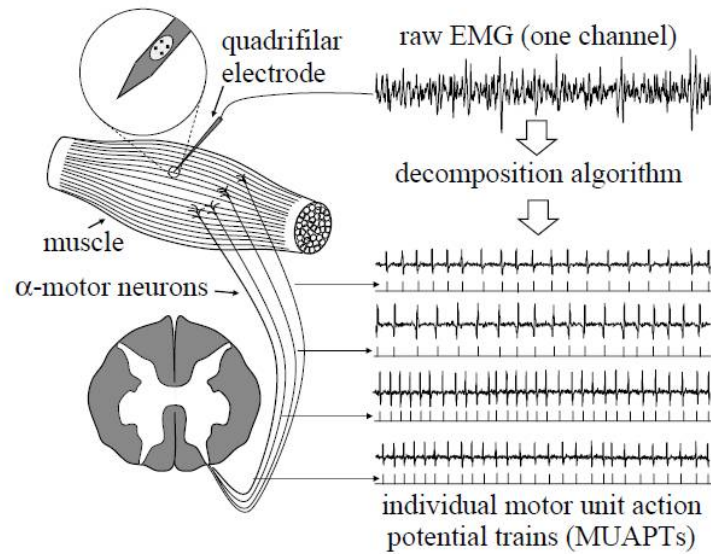 quadrifilar
electrode
raw EMG (one channel)
decomposition algorithm
muscle
α-motor neurons
individual motor unit action
potential trains (MUAPTs)